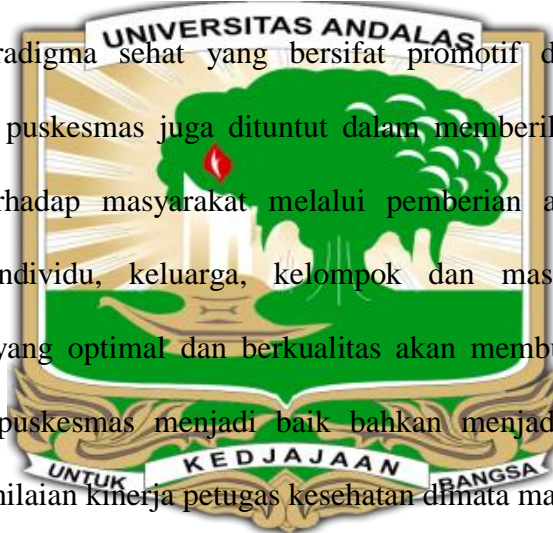 UNIVERSITAS ANDALAS
radigma sehat yang bersifat promotif d
puskesmas juga dituntut dalam memberi
rhadap masyarakat melalui pemberian a
ndividu, keluarga, kelompok dan mas
yang optimal dan berkualitas akan memb
puskesmas menjadi baik bahkan menjad
UNTUK KEDJAJAAN BANGSA
nilaian kinerja petugas kesehatan dimata ma